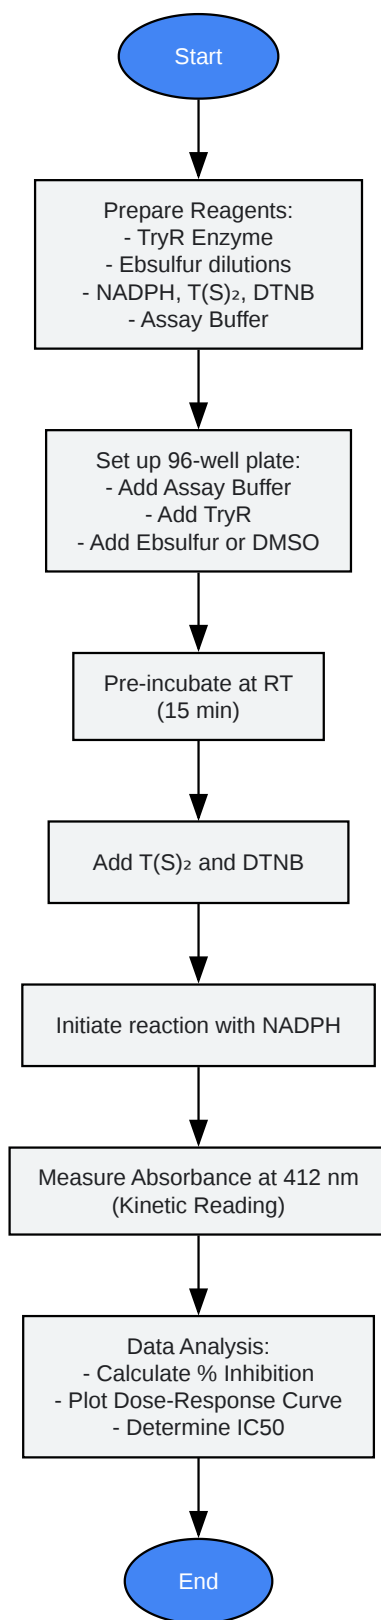 Start
Prepare Reagents:
- TryR Enzyme
- Ebsulfur dilutions
- NADPH, T(S)₂, DTNB
- Assay Buffer
Set up 96-well plate:
- Add Assay Buffer
- Add TryR
- Add Ebsulfur or DMSO
Pre-incubate at RT
(15 min)
Add T(S)₂ and DTNB
Initiate reaction with NADPH
Measure Absorbance at 412 nm
(Kinetic Reading)
Data Analysis:
- Calculate % Inhibition
- Plot Dose-Response Curve
- Determine IC50
End